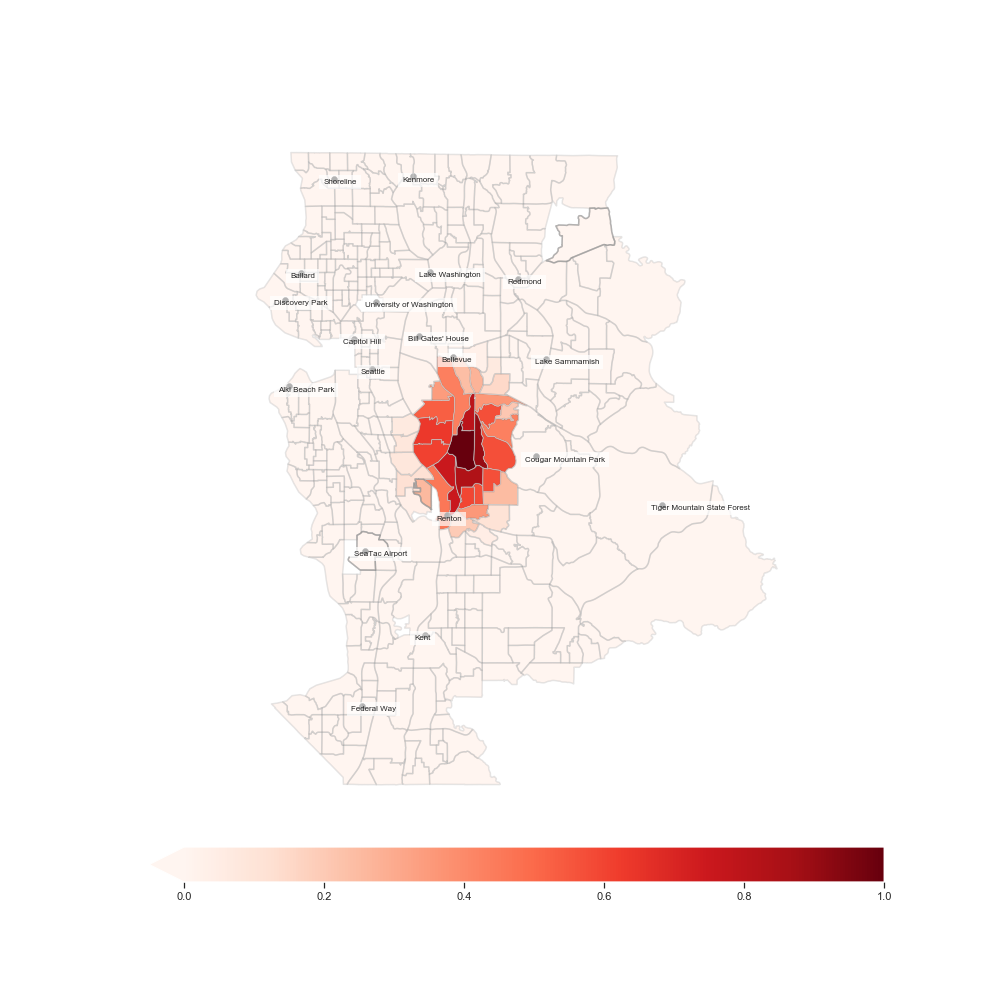 Shoreline
Kenmore
Ballard
Lake Washington
Redmond
Discovery Park
University of Washington
Capitol Hill
Bill Gates' House
Bellevue
Lake Sammamish
Seattle
Alki Beach Park
Cougar Mountain Park
Tiger Mountain State Forest
Renton
SeaTac Airport
Kent
Federal Way
0.0 0.2 0.4 0.6 0.8 1.0